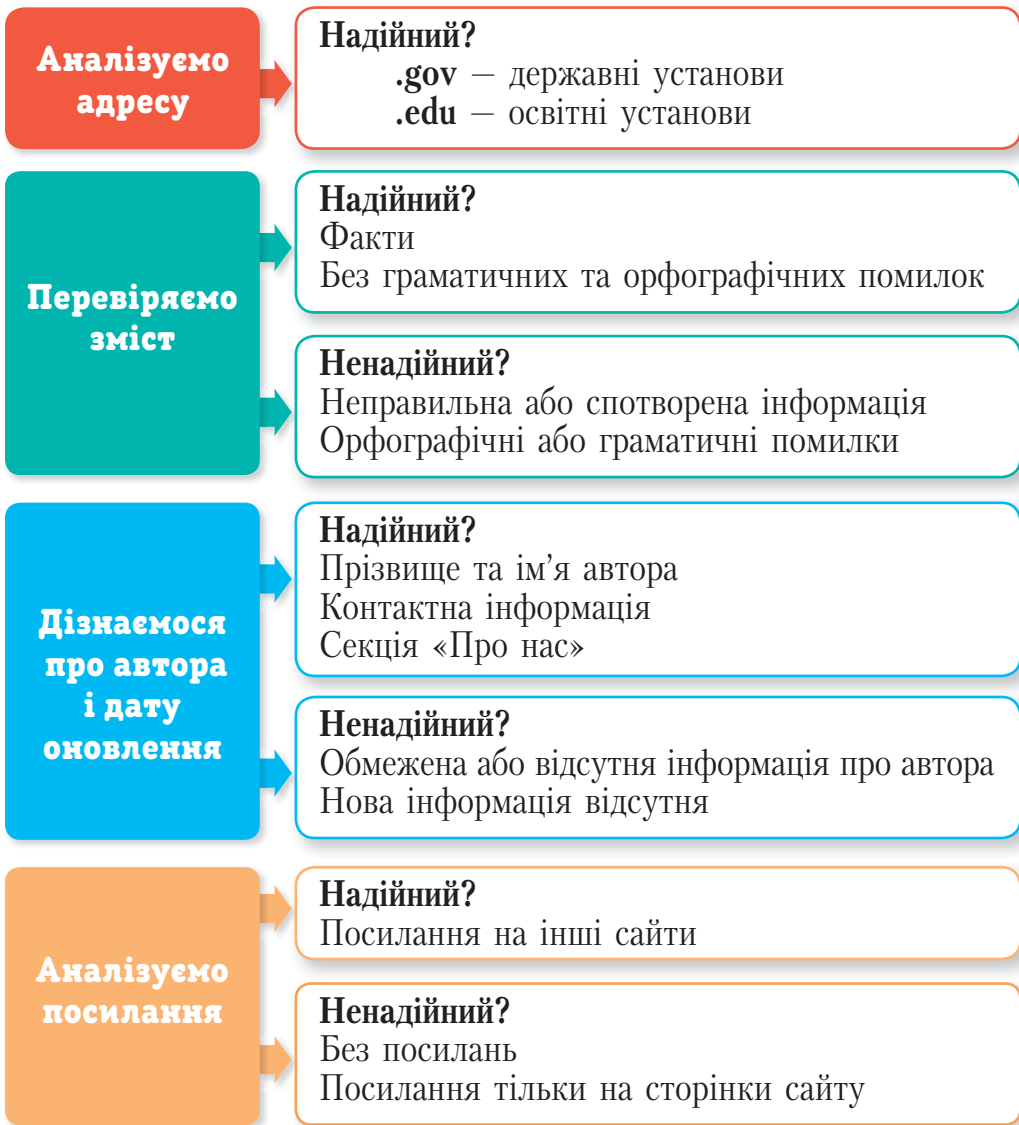 Аналізуємо
адресу
Надійний?
.gov — державні установи
.edu — освітні установи
Перевіряємо
зміст
Надійний?
Факти
Без граматичних та орфографічних помилок
Ненадійний?
Неправильна або спотворена інформація
Орфографічні або граматичні помилки
Дізнаємося
про автора
і дату
оновлення
Надійний?
Прізвище та ім’я автора
Контактна інформація
Секція «Про нас»
Ненадійний?
Обмежена або відсутня інформація про автора
Нова інформація відсутня
Аналізуємо
посилання
Надійний?
Посилання на інші сайти
Ненадійний?
Без посилань
Посилання тільки на сторінки сайту